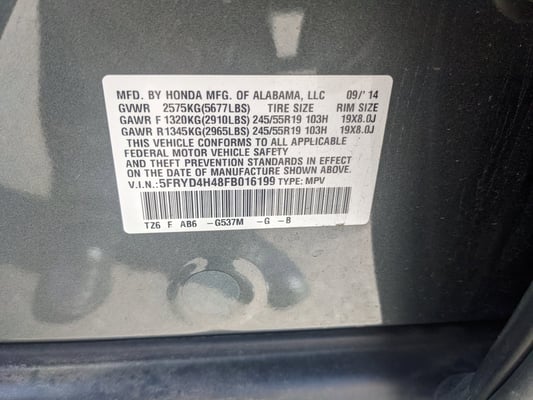 MFD. BY HONDA MFG. OF ALABAMA, LLC 09/'14
GVWR 2575KG(5677LBS) TIRE SIZE RIM SIZE
GAWR F 1320KG(2910LBS) 245/55R19 103H 19X8.0J
GAWR R1345KG(2965LBS) 245/55R19 103H 19X8.0J
THIS VEHICLE CONFORMS TO ALL APPLICABLE
FEDERAL MOTOR VEHICLE SAFETY
AND THEFT PREVENTION STANDARDS IN EFFECT
ON THE DATE OF MANUFACTURE SHOWN ABOVE.
V.I.N.:5FRYD4H48FB016199 TYPE: MPV
TZ6 F AB6 -G537M -G -B